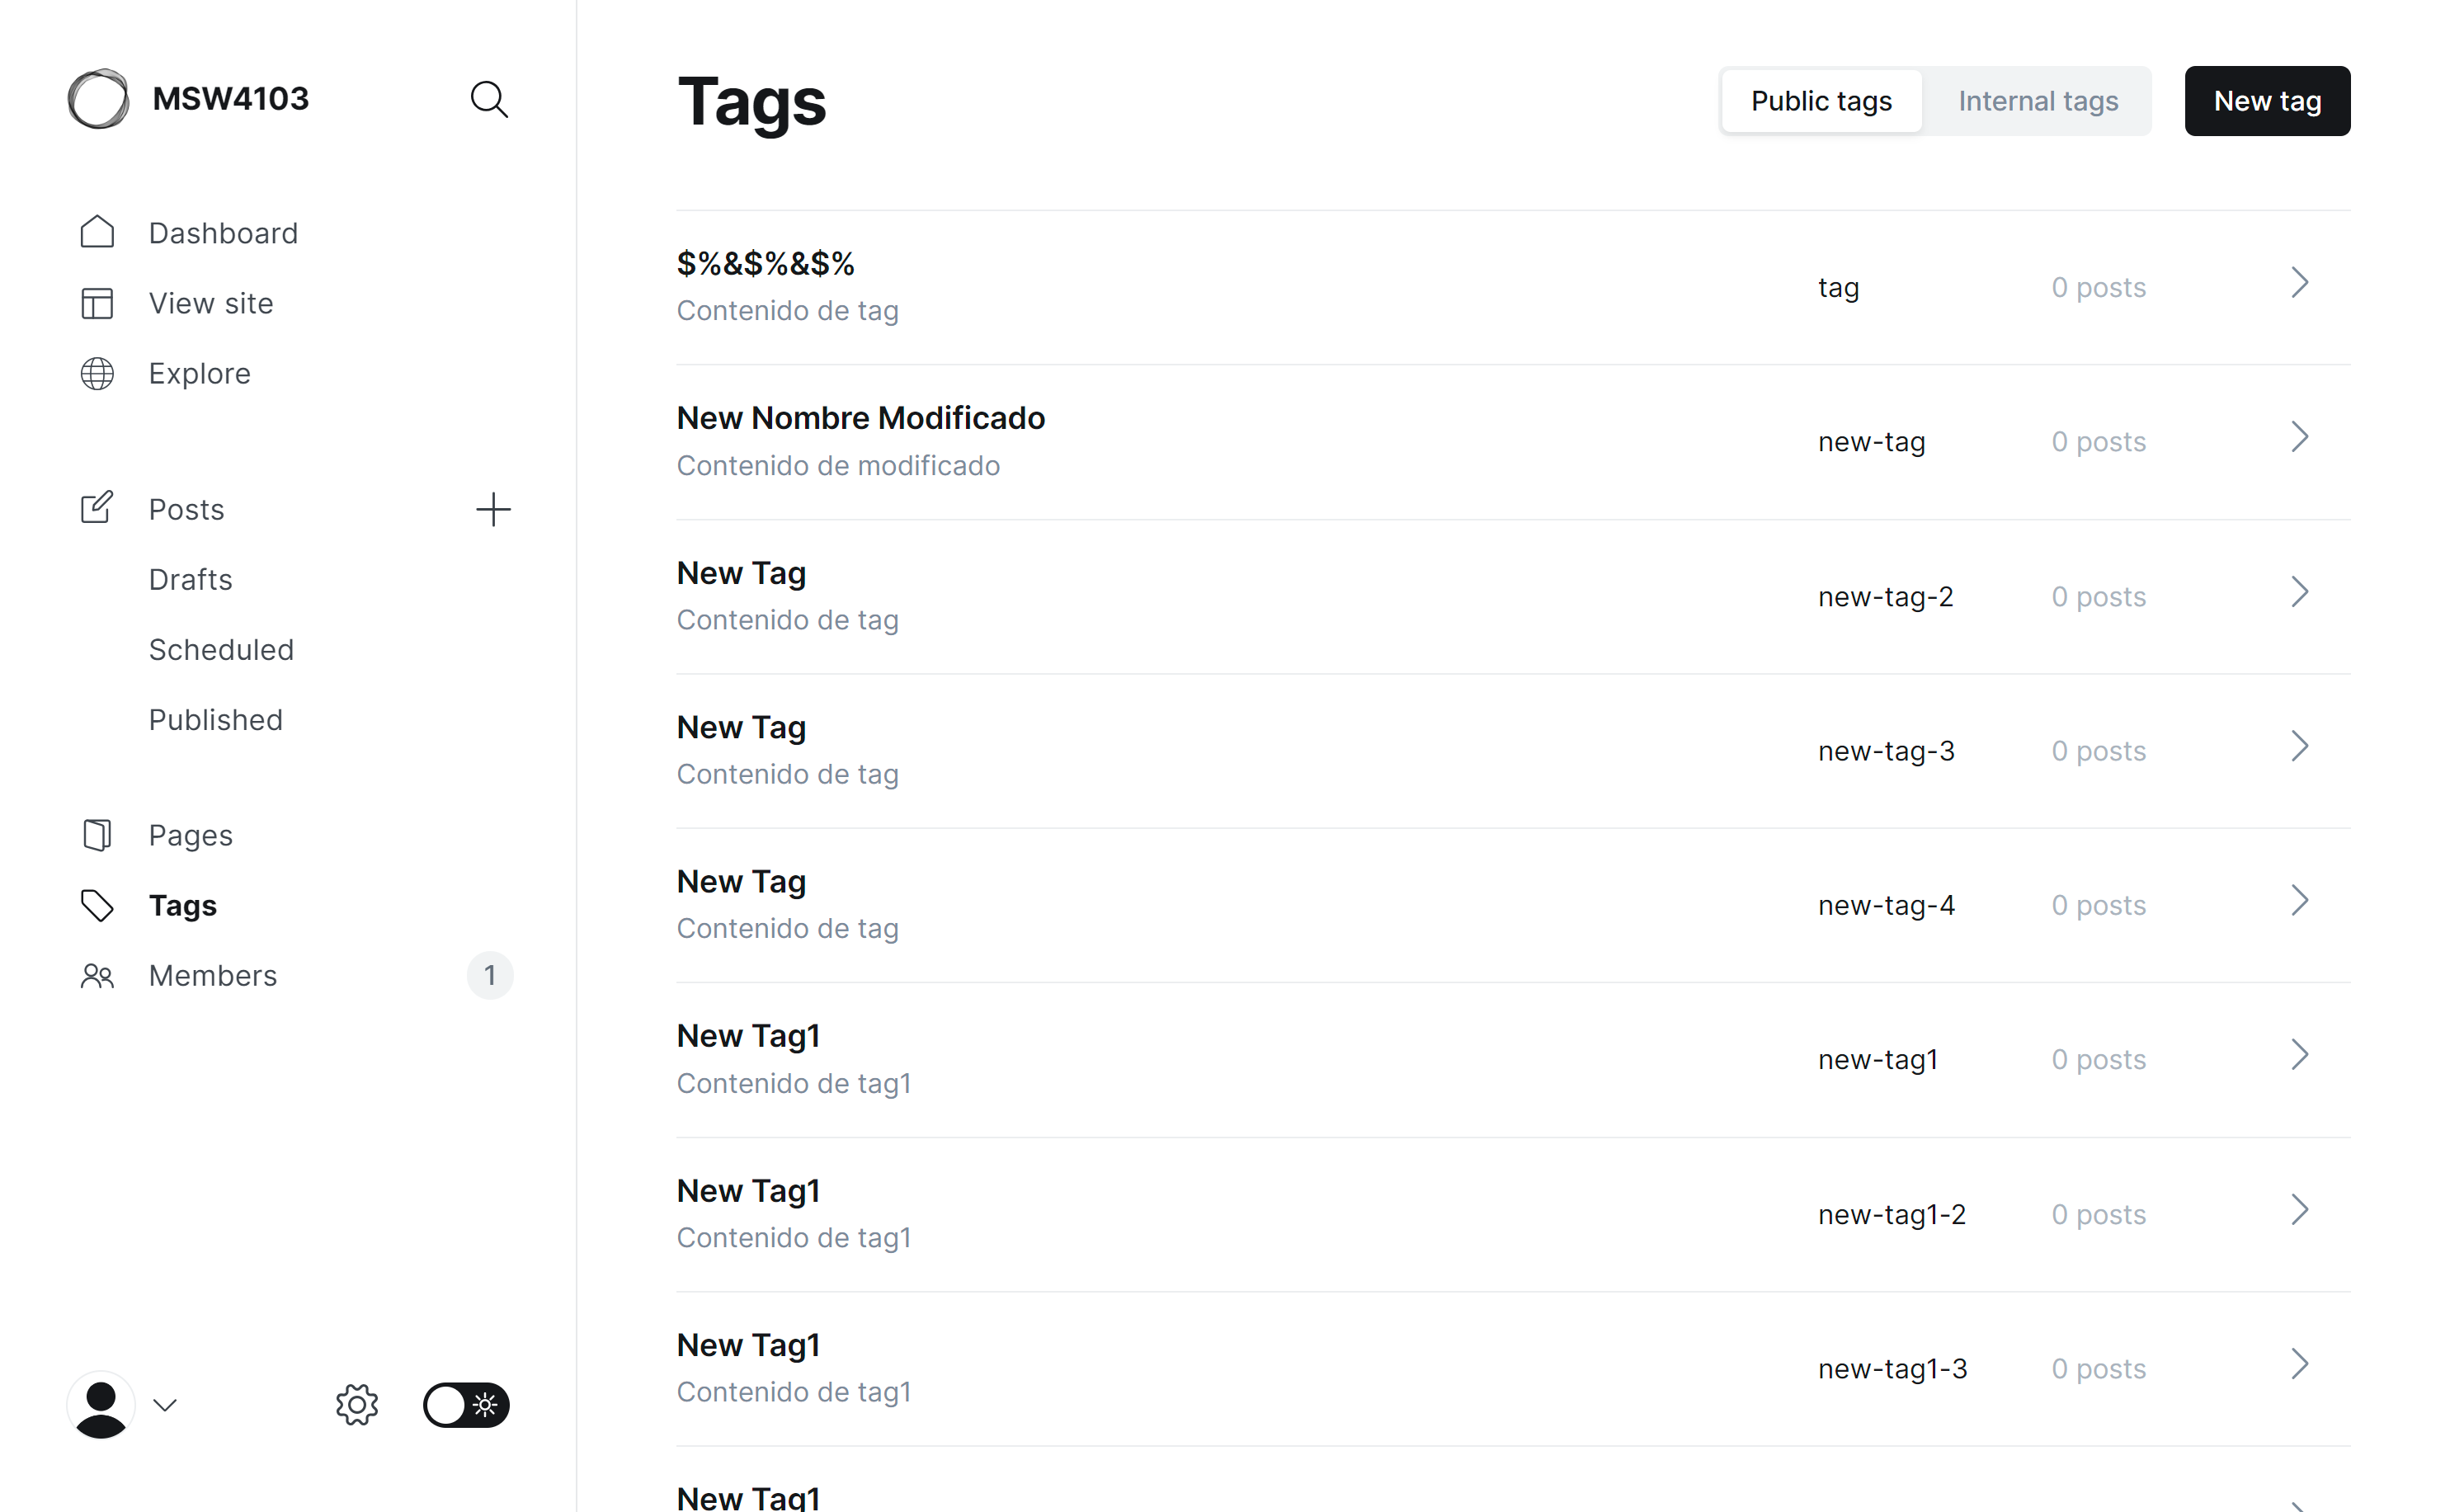 MSW4103
Dashboard
View site
Explore
Posts
Drafts
Scheduled
Published
Pages
Tags
Members 1
Tags
Public tags Internal tags New tag
$%&$%&$%
Contenido de tag
tag 0 posts
New Nombre Modificado
Contenido de modificado
new-tag 0 posts
New Tag
Contenido de tag
new-tag-2 0 posts
New Tag
Contenido de tag
new-tag-3 0 posts
New Tag
Contenido de tag
new-tag-4 0 posts
New Tag1
Contenido de tag1
new-tag1 0 posts
New Tag1
Contenido de tag1
new-tag1-2 0 posts
New Tag1
Contenido de tag1
new-tag1-3 0 posts
New Tag1